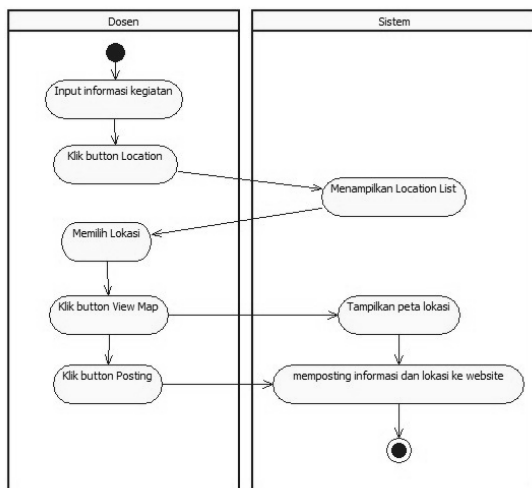 Dosen
Sistem
Input informasi kegiatan
Klik button Location
Menampilkan Location List
Memilih Lokasi
Klik button View Map
Tampilkan peta lokasi
Klik button Posting
memposting informasi dan lokasi ke website